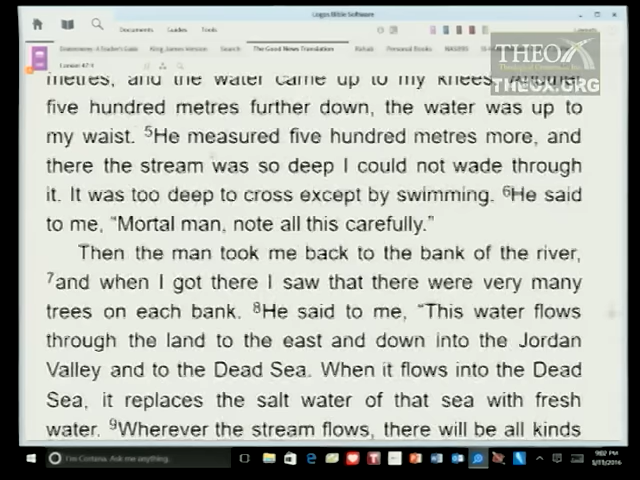 Logos Bible Software
Documents Guides Tools
King James Version Search The Good News Translation Rehab Personal Books NASB95
THEOX
THEOX.ORG
metres, and the water came up to my knees. Another
five hundred metres further down, the water was up to
my waist. 5He measured five hundred metres more, and
there the stream was so deep I could not wade through
it. It was too deep to cross except by swimming. 6He said
to me, “Mortal man, note all this carefully.”
Then the man took me back to the bank of the river,
7and when I got there I saw that there were very many
trees on each bank. 8He said to me, “This water flows
through the land to the east and down into the Jordan
Valley and to the Dead Sea. When it flows into the Dead
Sea, it replaces the salt water of that sea with fresh
water. 9Wherever the stream flows, there will be all kinds
I'm Cortana. Ask me anything.
9:02 PM